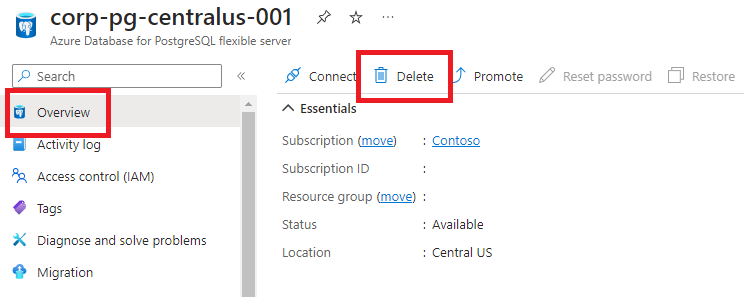 corp-pg-centralus-001
Azure Database for PostgreSQL flexible server
Search
Connect Delete Promote Reset password Restore
Overview
Essentials
Activity log
Subscription (move) : Contoso
Access control (IAM)
Subscription ID :
Tags
Resource group (move) :
Diagnose and solve problems
Status : Available
Migration
Location : Central US